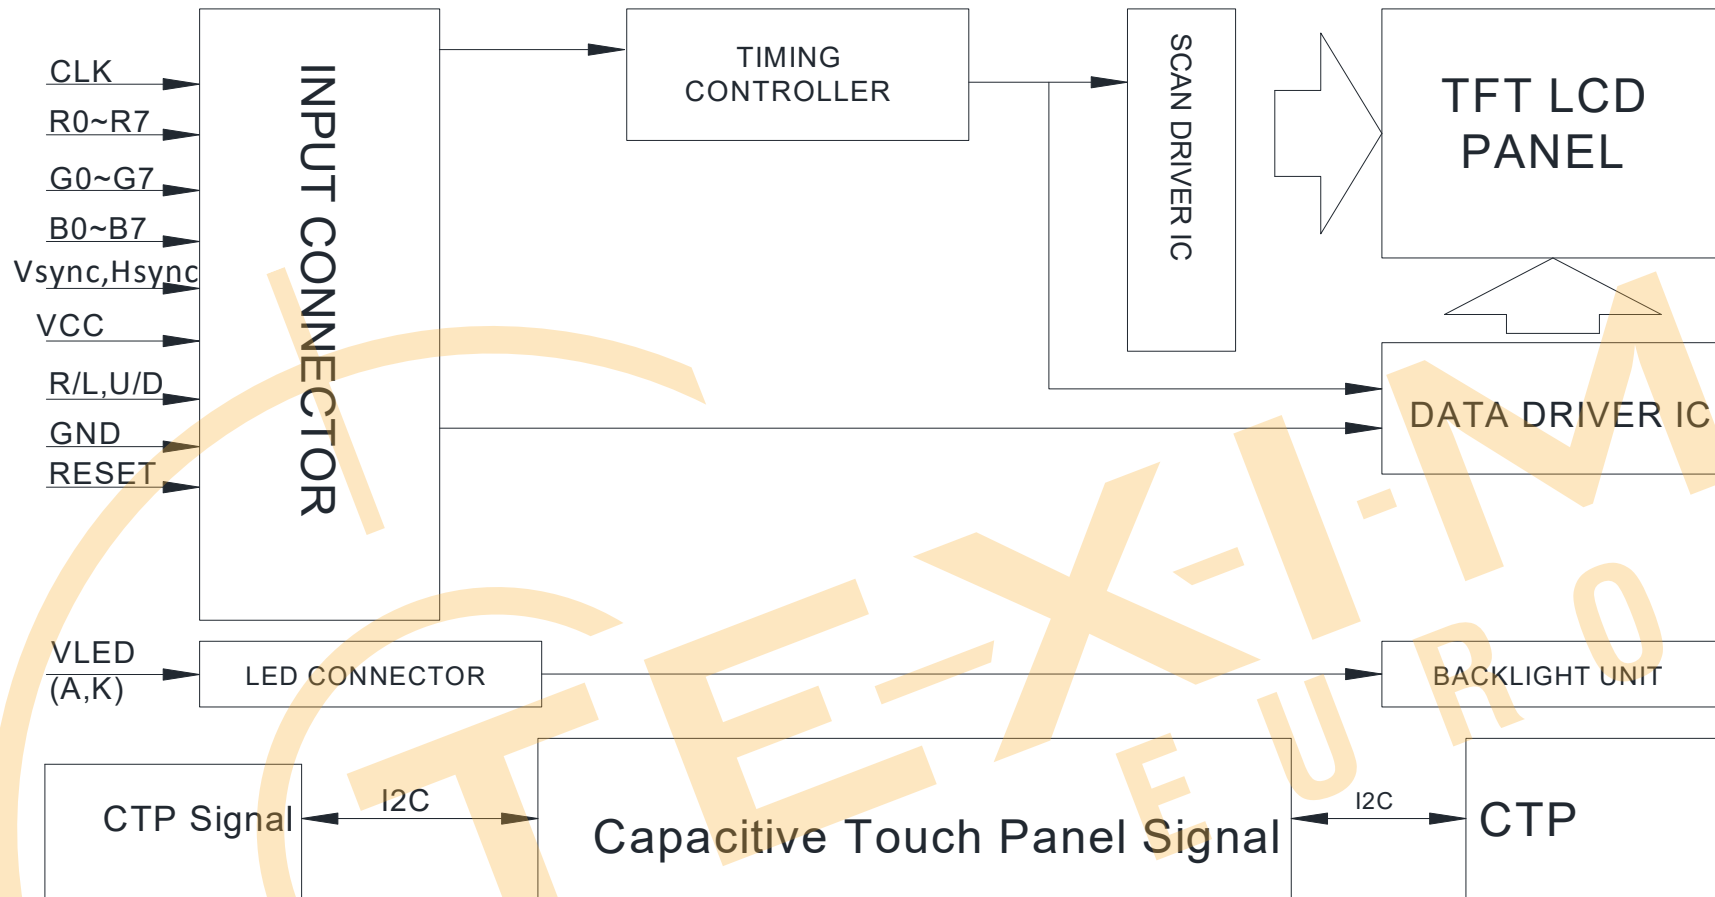 CLK
R0~R7
G0~G7
B0~B7
Vsync,Hsync
VCC
R/L,U/D
GND
RESET
INPUT CONNECTOR
TIMING
CONTROLLER
SCAN DRIVER IC
TFT LCD
PANEL
DATA DRIVER IC
VLED
(A,K)
LED CONNECTOR
BACKLIGHT UNIT
CTP Signal
I2C
Capacitive Touch Panel Signal
I2C
CTP
TEXIM
EURO